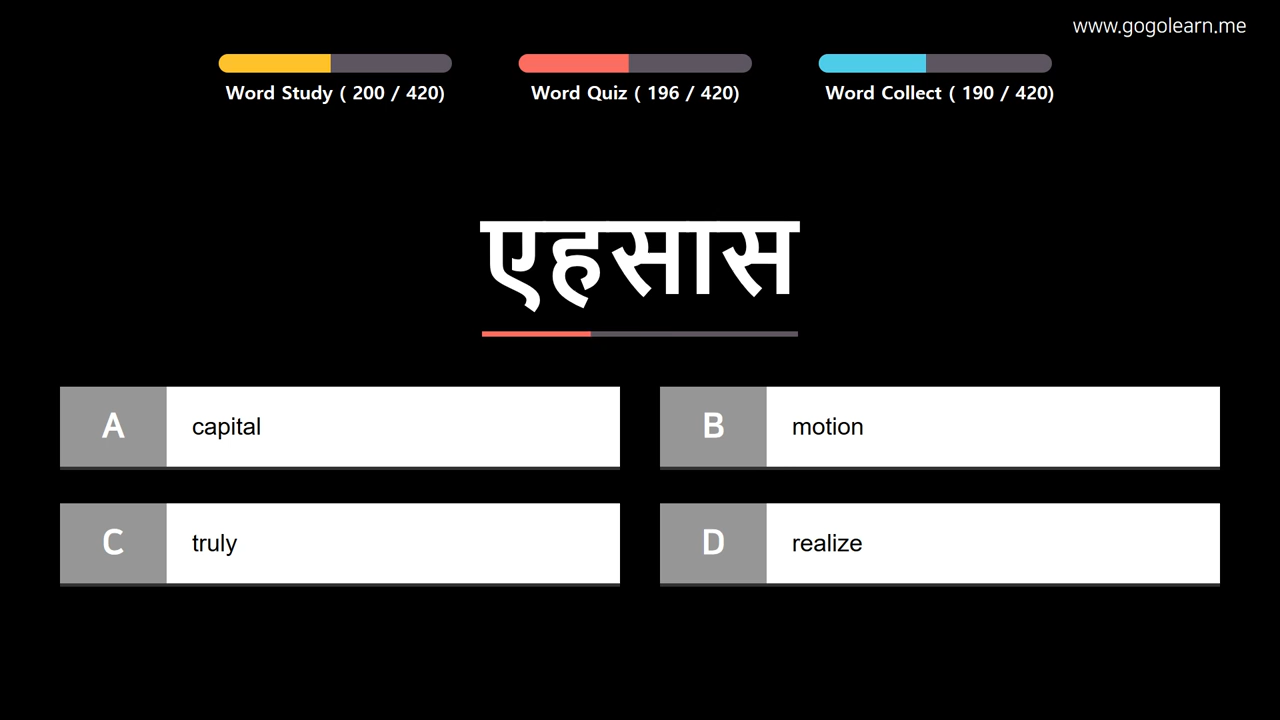 www.gogolearn.me
Word Study ( 200 / 420)
Word Quiz ( 196 / 420)
Word Collect ( 190 / 420)
एहसास
A capital
B motion
C truly
D realize